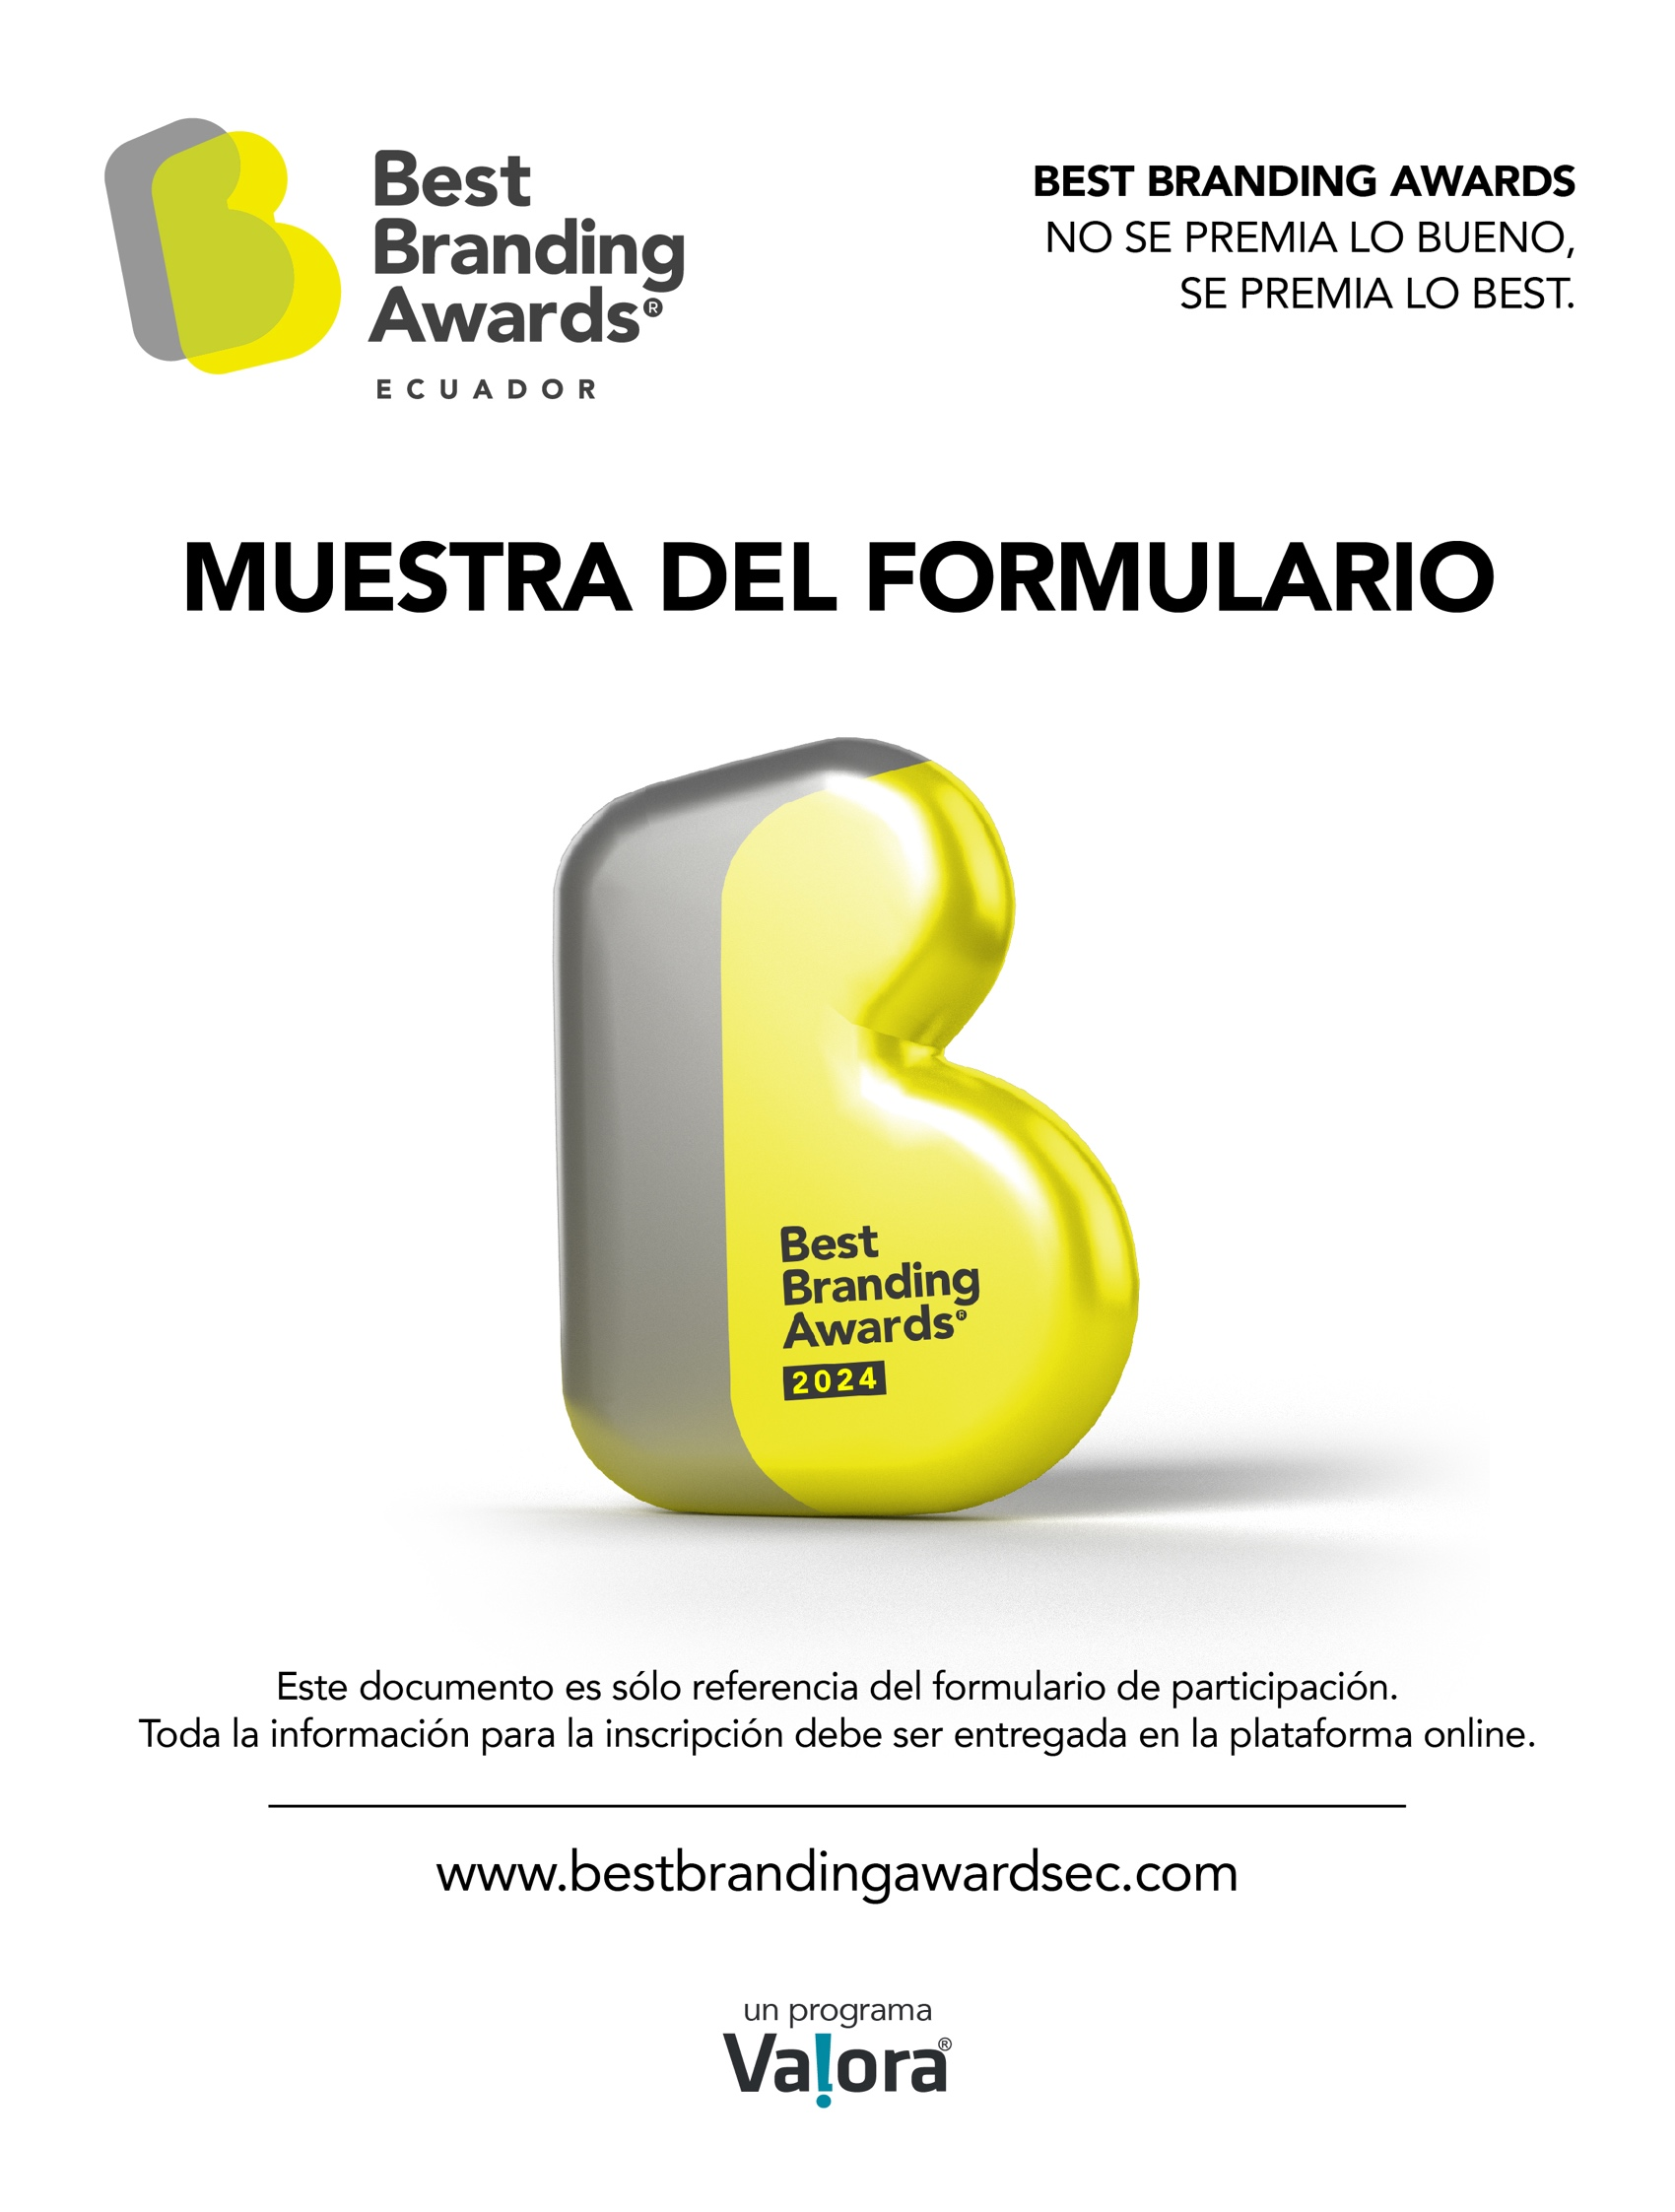 Best
Branding
Awards®
ECUADOR
BEST BRANDING AWARDS
NO SE PREMIA LO BUENO,
SE PREMIA LO BEST.
MUESTRA DEL FORMULARIO
Best
Branding
Awards®
2024
Este documento es sólo referencia del formulario de participación.
Toda la información para la inscripción debe ser entregada en la plataforma online.
www.bestbrandingawardsec.com
un programa
Va!ora®